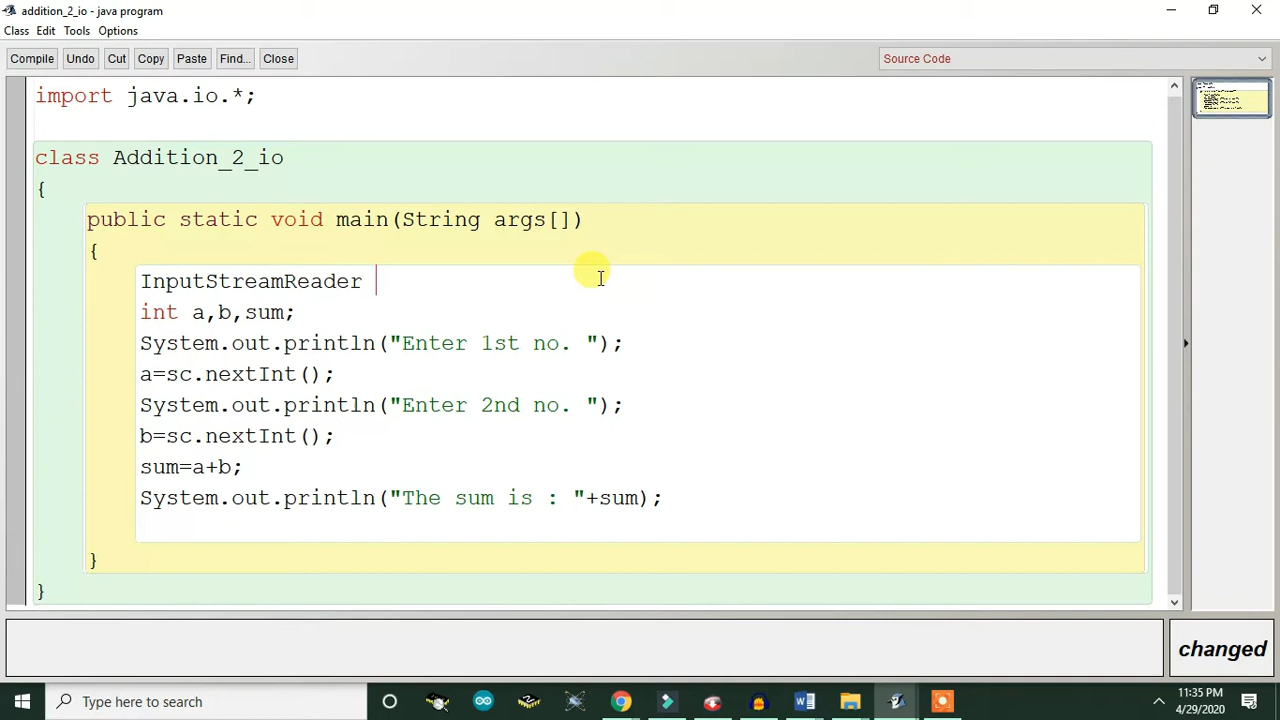 addition_2_io - java program
Class Edit Tools Options
Compile Undo Cut Copy Paste Find... Close Source Code
import java.io.*;
class Addition_2_io
{
public static void main(String args[])
{
InputStreamReader
int a,b,sum;
System.out.println("Enter 1st no. ");
a=sc.nextInt();
System.out.println("Enter 2nd no. ");
b=sc.nextInt();
sum=a+b;
System.out.println("The sum is : "+sum);
}
}
changed
Type here to search
11:35 PM
4/29/2020